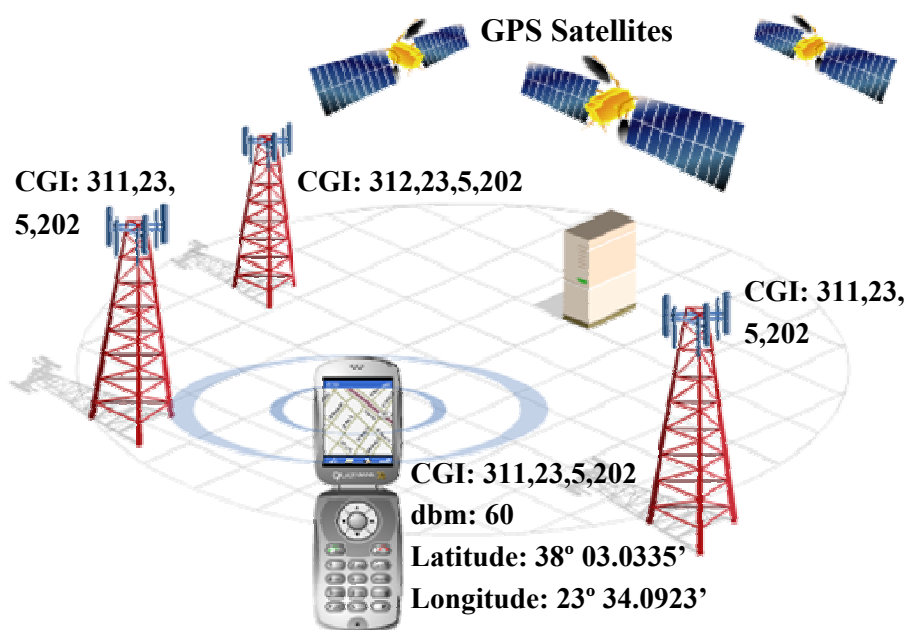 GPS Satellites
CGI: 311,23,
5,202
CGI: 312,23,5,202
CGI: 311,23,
5,202
CGI: 311,23,5,202
dbm: 60
Latitude: 38º 03.0335’
Longitude: 23º 34.0923’